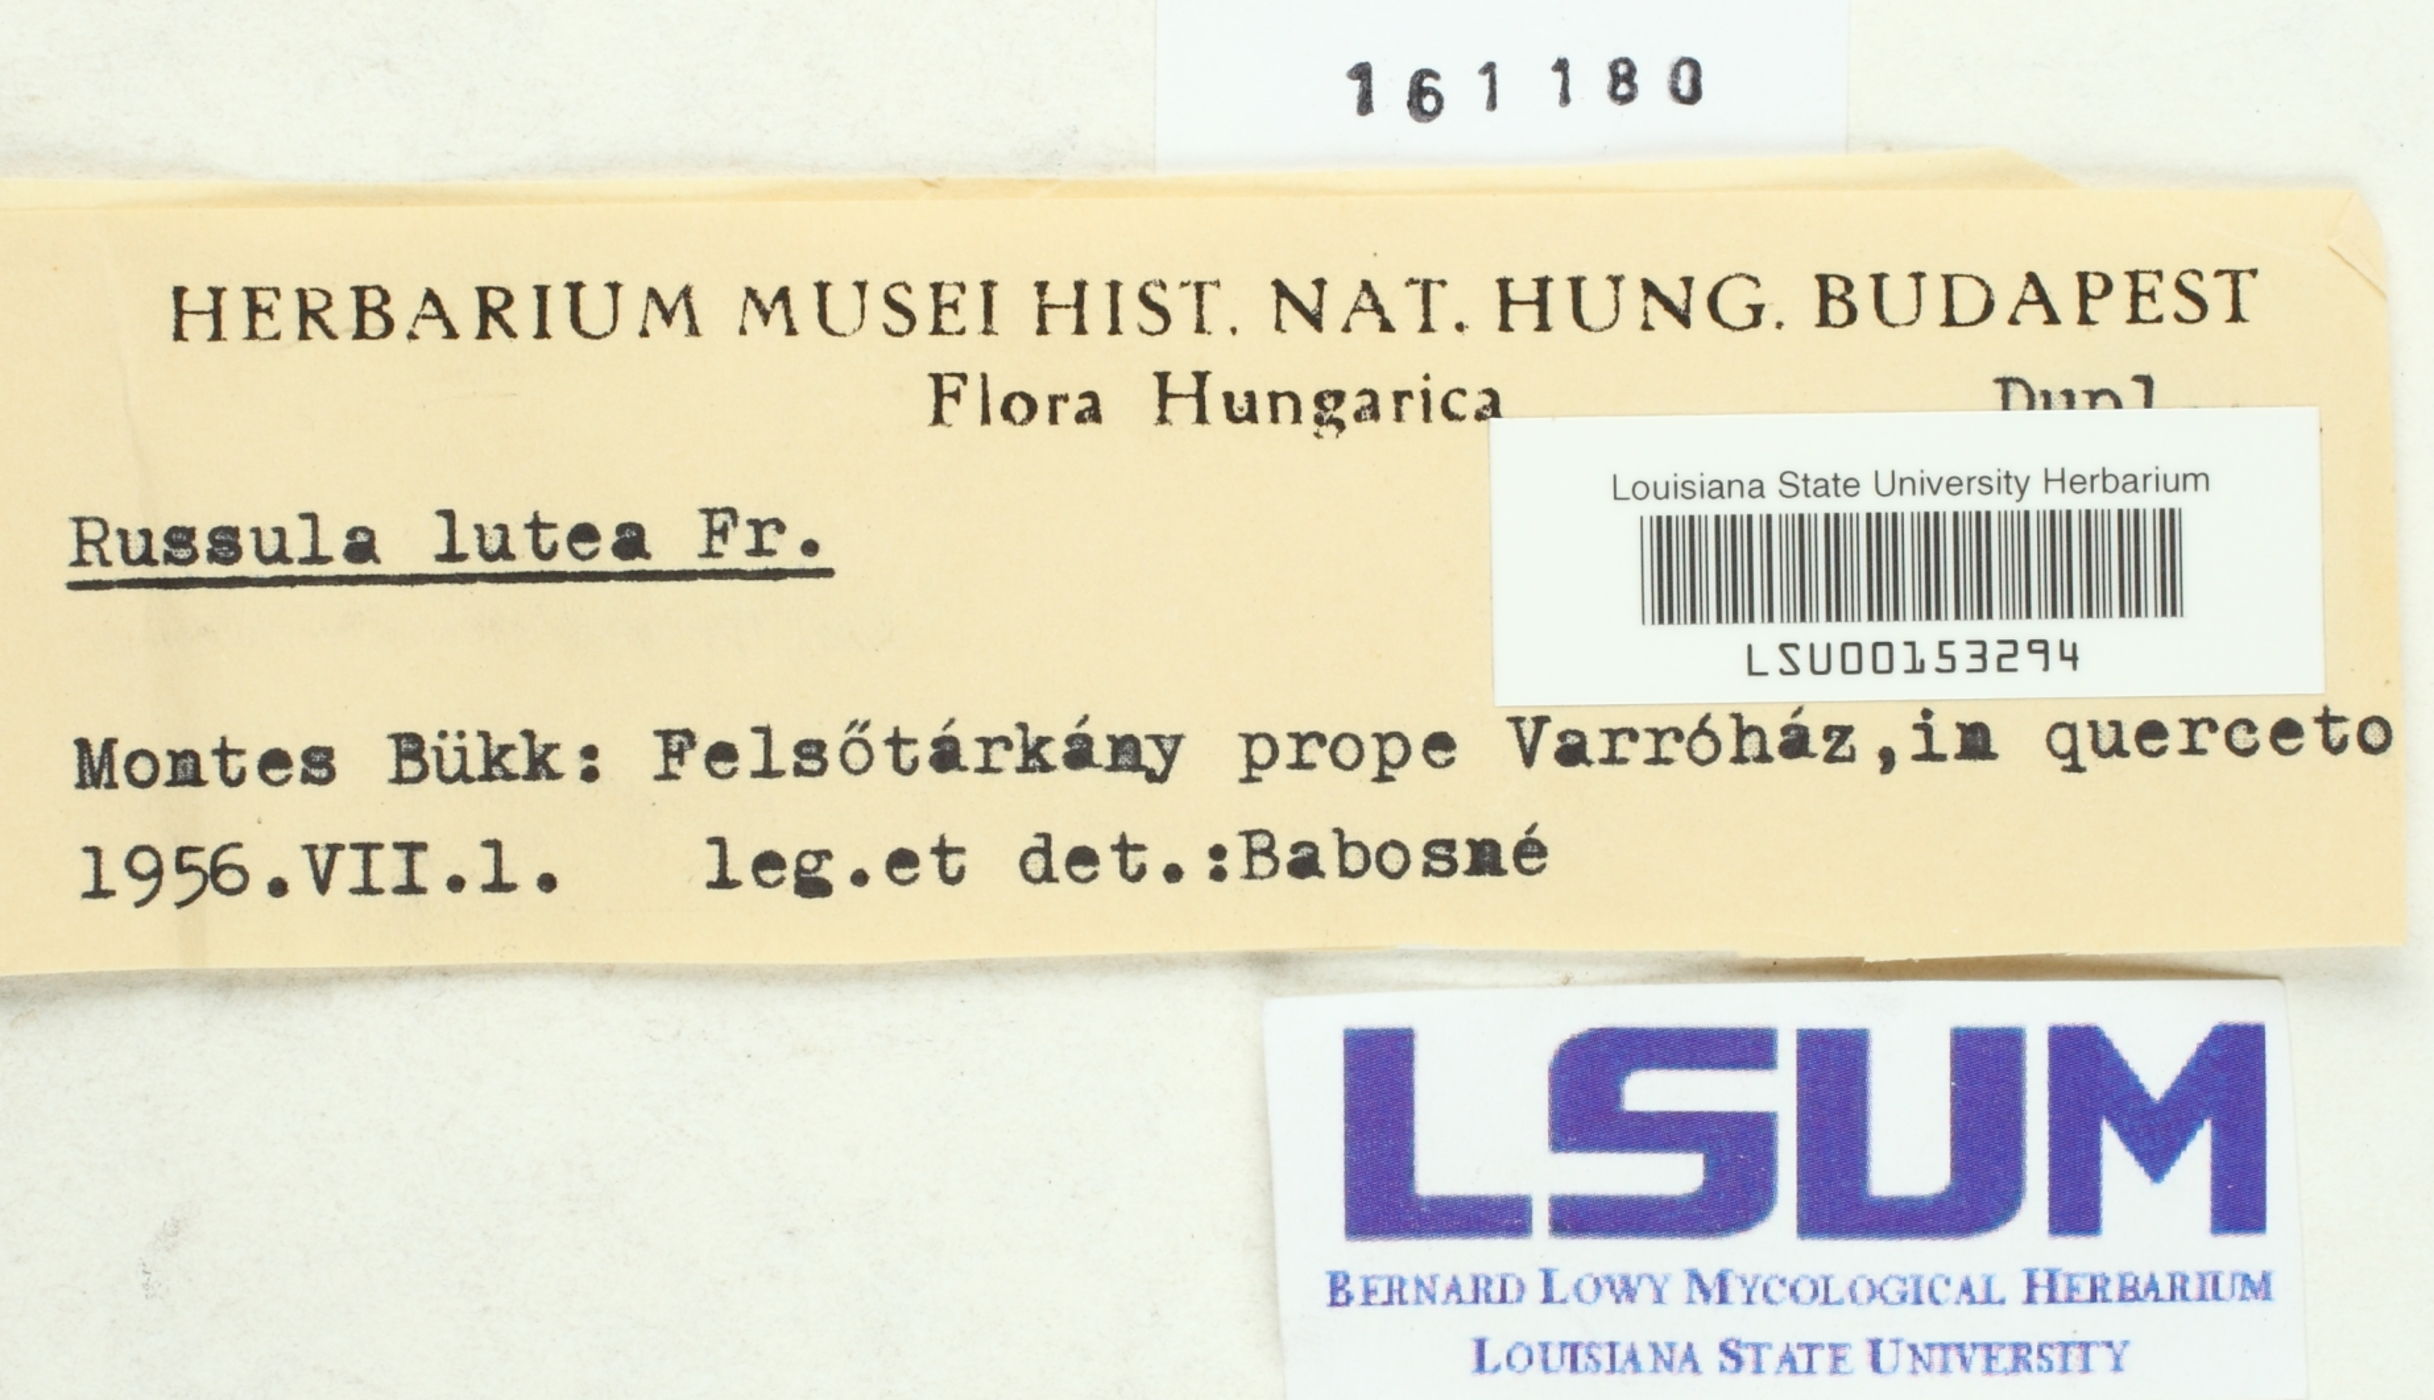 161180
HERBARIUM MUSEI HIST. NAT. HUNG. BUDAPEST
Flora Hungarica
Dupl.
Louisiana State University Herbarium
LSU00153294
Russula lutea Fr.
Montes Bükk: Felsőtárkány prope Varróház,in querceto
1956.VII.1. leg.et det.:Babosné
LSUM
BERNARD LOWY MYCOLOGICAL HERBARIUM
LOUISIANA STATE UNIVERSITY